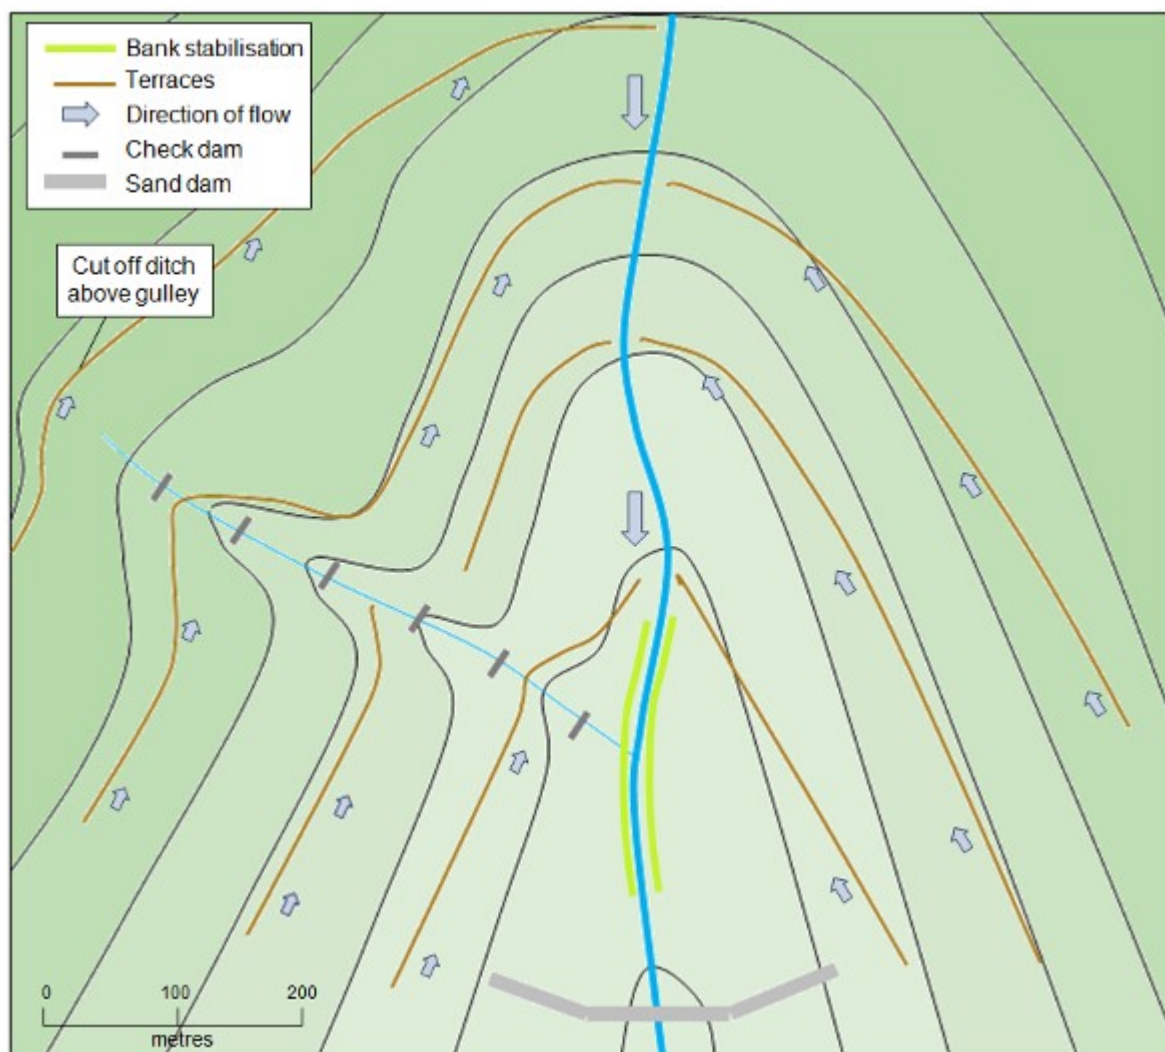 Bank stabilisation
Terraces
Direction of flow
Check dam
Sand dam
Cut off ditch
above gulley
0 100 200
metres